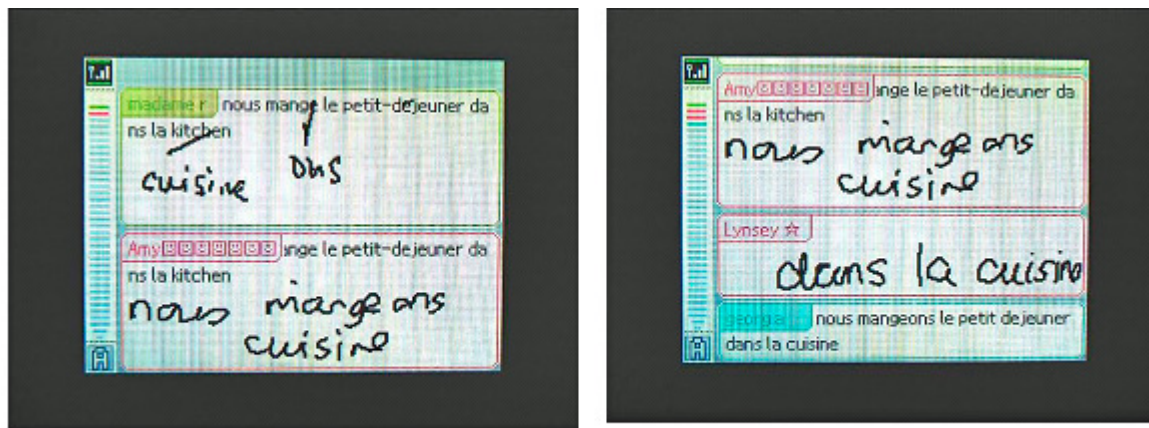 madame r nous mange le petit-dejeuner da
ns la kitchen
cuisine ons
Amy ange le petit-dejeuner da
ns la kitchen
nous mangeons
cuisine
Amy ange le petit-dejeuner da
ns la kitchen
nous mangeons
cuisine
Lynsey ☆
dans la cuisine
nous mangeons le petit dejeuner
dans la cuisine